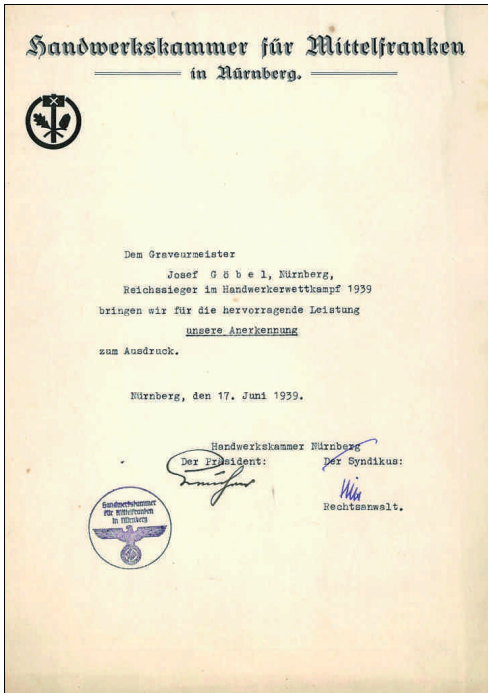 Handwerkskammer für Mittelfranken
in Nürnberg.
Dem Graveurmeister
Josef G ö b e l, Nürnberg,
Reichssieger im Handwerkerwettkampf 1939
bringen wir für die hervorragende Leistung
unsere Anerkennung
zum Ausdruck.
Nürnberg, den 17. Juni 1939.
Handwerkskammer Nürnberg
Der Präsident: Der Syndikus:
Rechtsanwalt.
Handwerkskammer
für Mittelfranken
in Nürnberg